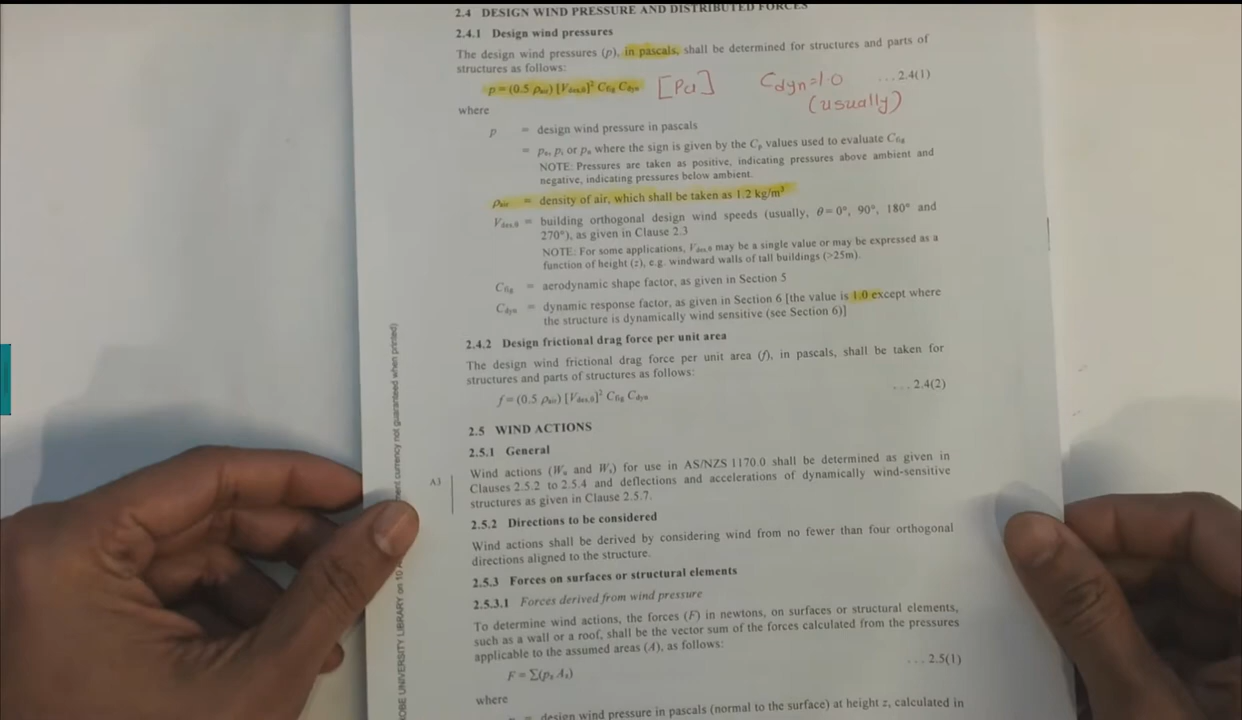 2.4 DESIGN WIND PRESSURE AND DISTRIBUTED FORCES
2.4.1 Design wind pressures
The design wind pressures (p), in pascals, shall be determined for structures and parts of
structures as follows:
p = (0.5 ρair) [Vdes,θ]² Cfig Cdyn [Pa] Cdyn=1.0 ...2.4(1)
(usually)
where
p = design wind pressure in pascals
= pe, pi or pn where the sign is given by the Cp values used to evaluate Cfig
NOTE: Pressures are taken as positive, indicating pressures above ambient and
negative, indicating pressures below ambient.
ρair = density of air, which shall be taken as 1.2 kg/m³
Vdes,θ = building orthogonal design wind speeds (usually, θ = 0°, 90°, 180° and
270°), as given in Clause 2.3
NOTE: For some applications, Vdes,θ may be a single value or may be expressed as a
function of height (z), e.g. windward walls of tall buildings (>25m).
Cfig = aerodynamic shape factor, as given in Section 5
Cdyn = dynamic response factor, as given in Section 6 [the value is 1.0 except where
the structure is dynamically wind sensitive (see Section 6)]
2.4.2 Design frictional drag force per unit area
The design wind frictional drag force per unit area (f), in pascals, shall be taken for
structures and parts of structures as follows:
f = (0.5 ρair) [Vdes,θ]² Cfig Cdyn ...2.4(2)
2.5 WIND ACTIONS
2.5.1 General
A3
Wind actions (Wu and Ws) for use in AS/NZS 1170.0 shall be determined as given in
Clauses 2.5.2 to 2.5.4 and deflections and accelerations of dynamically wind-sensitive
structures as given in Clause 2.5.7.
2.5.2 Directions to be considered
Wind actions shall be derived by considering wind from no fewer than four orthogonal
directions aligned to the structure.
2.5.3 Forces on surfaces or structural elements
2.5.3.1 Forces derived from wind pressure
To determine wind actions, the forces (F) in newtons, on surfaces or structural elements,
such as a wall or a roof, shall be the vector sum of the forces calculated from the pressures
applicable to the assumed areas (A), as follows:
F = Σ(pz Az) ...2.5(1)
where
= design wind pressure in pascals (normal to the surface) at height z, calculated in
UNIVERSITY LIBRARY on 10
currency not guaranteed when printed)